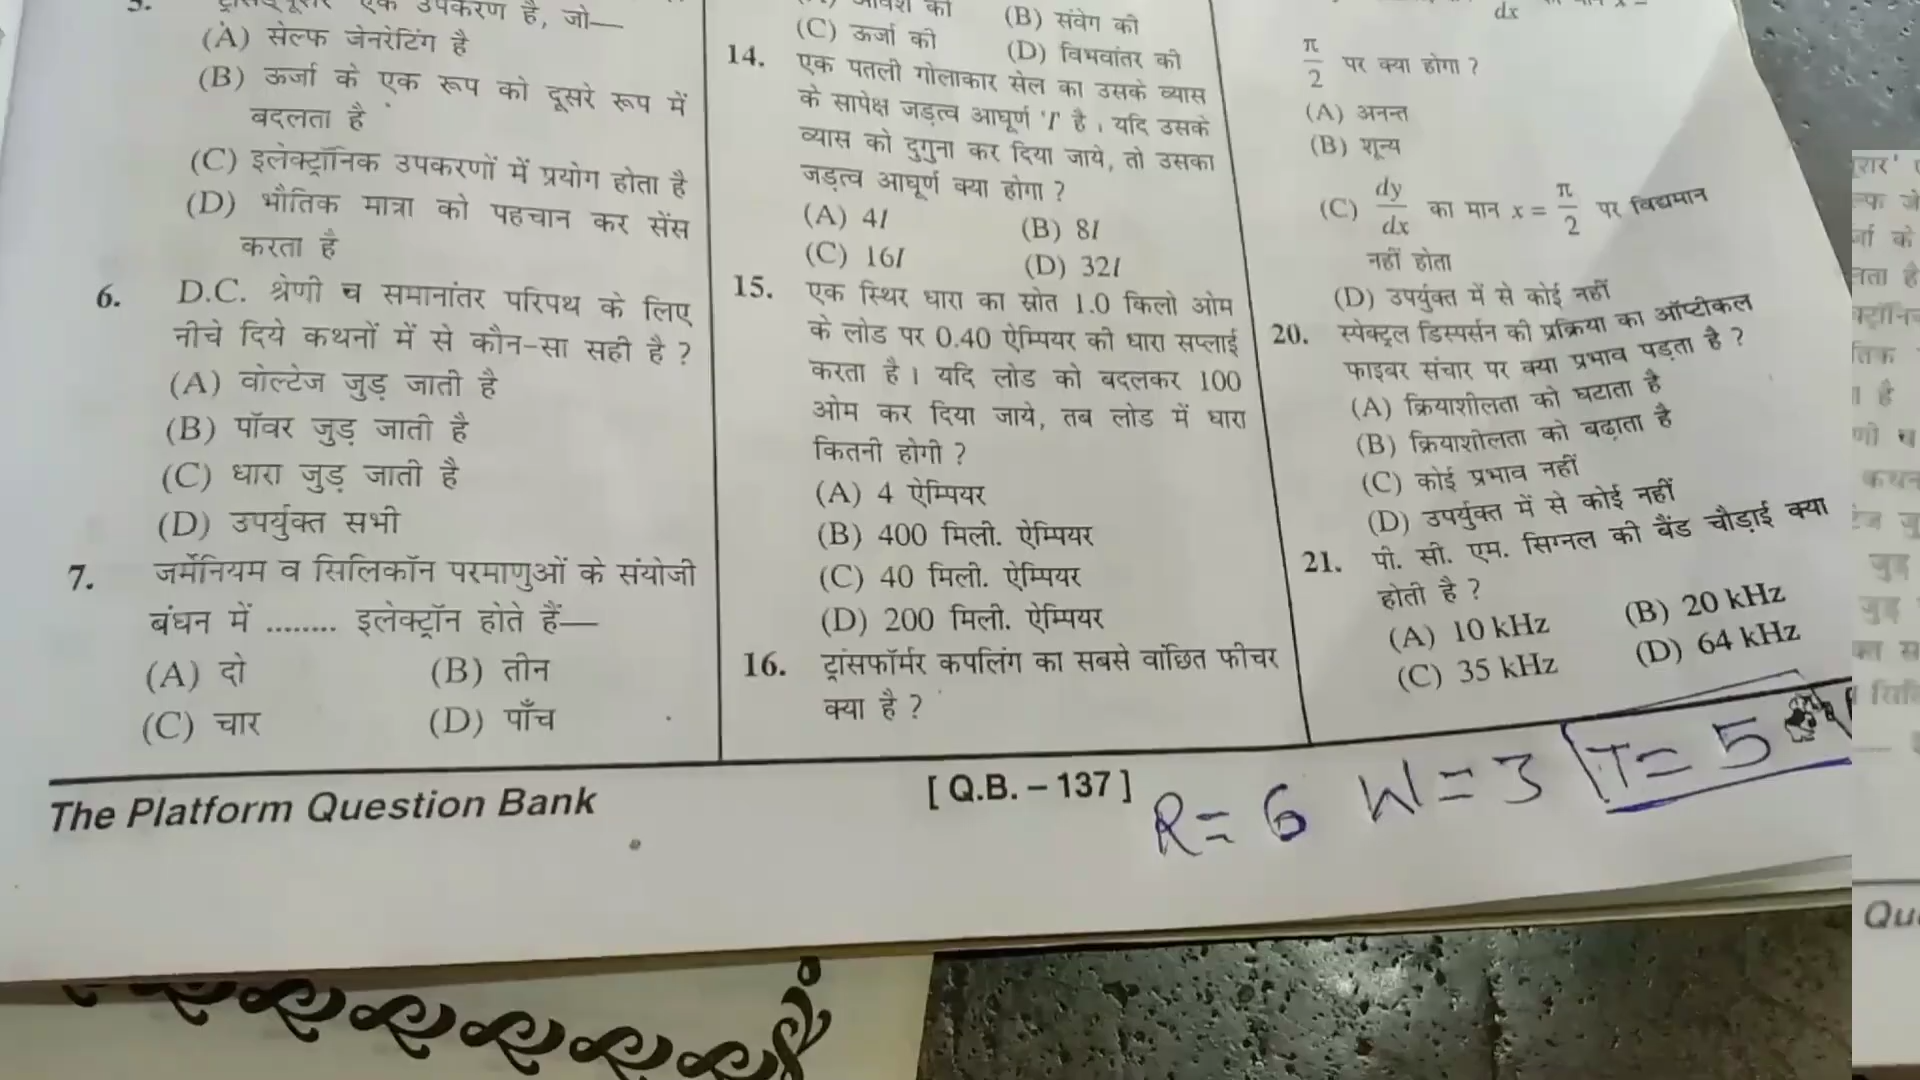 5.
एक उपकरण है, जो—
(A) सेल्फ जेनरेटिंग है
(B) ऊर्जा के एक रूप को दूसरे रूप में
बदलता है
(C) इलेक्ट्रॉनिक उपकरणों में प्रयोग होता है
(D) भौतिक मात्रा को पहचान कर सेंस
करता है
6. D.C. श्रेणी व समानांतर परिपथ के लिए
नीचे दिये कथनों में से कौन-सा सही है ?
(A) वोल्टेज जुड़ जाती है
(B) पॉवर जुड़ जाती है
(C) धारा जुड़ जाती है
(D) उपर्युक्त सभी
7. जर्मेनियम व सिलिकॉन परमाणुओं के संयोजी
बंधन में ........ इलेक्ट्रॉन होते हैं—
(A) दो (B) तीन
(C) चार (D) पाँच
(B) संवेग की
(C) ऊर्जा की (D) विभवांतर की
14. एक पतली गोलाकार सेल का उसके व्यास
के सापेक्ष जड़त्व आघूर्ण 'I' है। यदि उसके
व्यास को दुगुना कर दिया जाये, तो उसका
जड़त्व आघूर्ण क्या होगा ?
(A) 4I (B) 8I
(C) 16I (D) 32I
15. एक स्थिर धारा का स्रोत 1.0 किलो ओम
के लोड पर 0.40 ऐम्पियर की धारा सप्लाई
करता है। यदि लोड को बदलकर 100
ओम कर दिया जाये, तब लोड में धारा
कितनी होगी ?
(A) 4 ऐम्पियर
(B) 400 मिली. ऐम्पियर
(C) 40 मिली. ऐम्पियर
(D) 200 मिली. ऐम्पियर
16. ट्रांसफॉर्मर कपलिंग का सबसे वांछित फीचर
क्या है ?
dx
π/2 पर क्या होगा ?
(A) अनन्त
(B) शून्य
(C) dy/dx का मान x = π/2 पर विद्यमान
नहीं होता
(D) उपर्युक्त में से कोई नहीं
20. स्पेक्ट्रल डिस्पर्सन की प्रक्रिया का ऑप्टीकल
फाइबर संचार पर क्या प्रभाव पड़ता है ?
(A) क्रियाशीलता को घटाता है
(B) क्रियाशीलता को बढ़ाता है
(C) कोई प्रभाव नहीं
(D) उपर्युक्त में से कोई नहीं
21. पी. सी. एम. सिग्नल की बैंड चौड़ाई क्या
होती है ?
(A) 10 kHz (B) 20 kHz
(C) 35 kHz (D) 64 kHz
The Platform Question Bank
[ Q.B. – 137 ]
R = 6 W = 3 T = 5